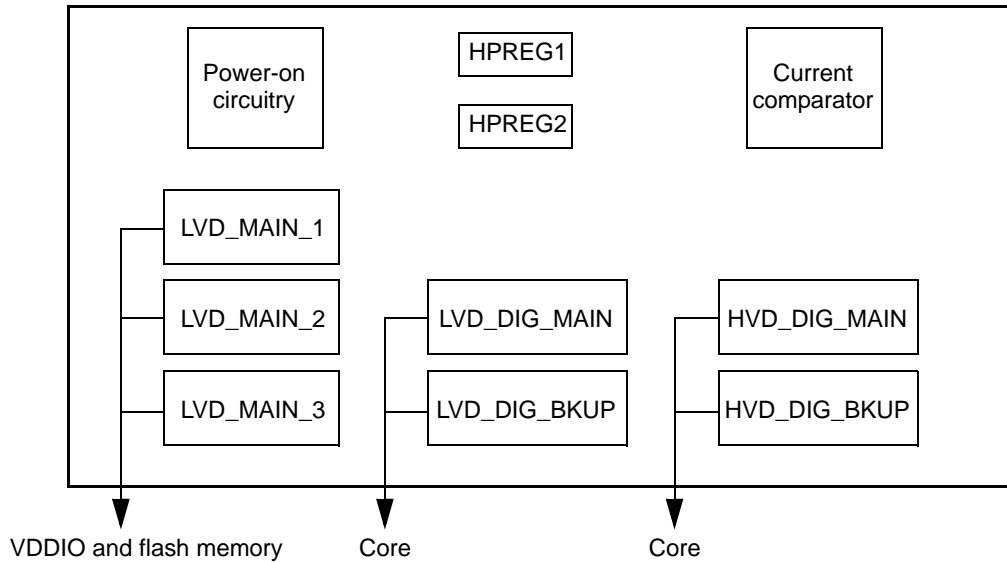 Power-on
circuitry
HPREG1
HPREG2
Current
comparator
LVD_MAIN_1
LVD_MAIN_2
LVD_DIG_MAIN
HVD_DIG_MAIN
LVD_MAIN_3
LVD_DIG_BKUP
HVD_DIG_BKUP
VDDIO and flash memory
Core
Core